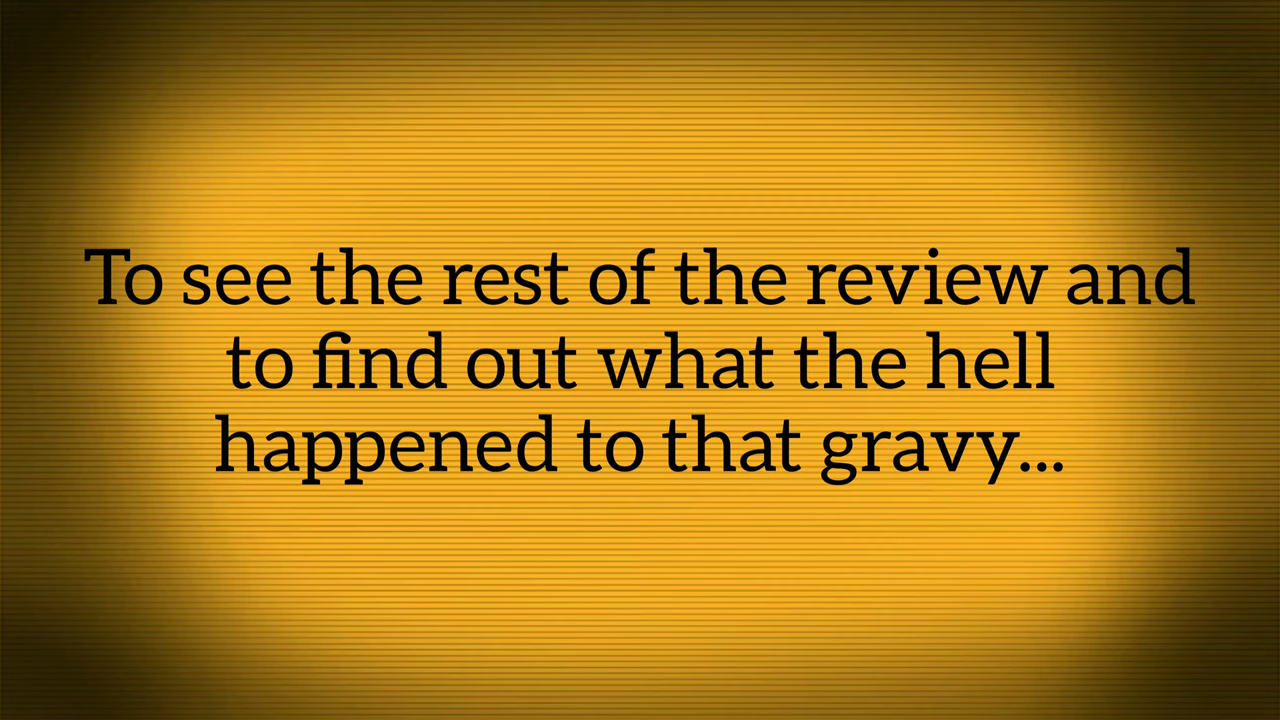 To see the rest of the review and
to find out what the hell
happened to that gravy...